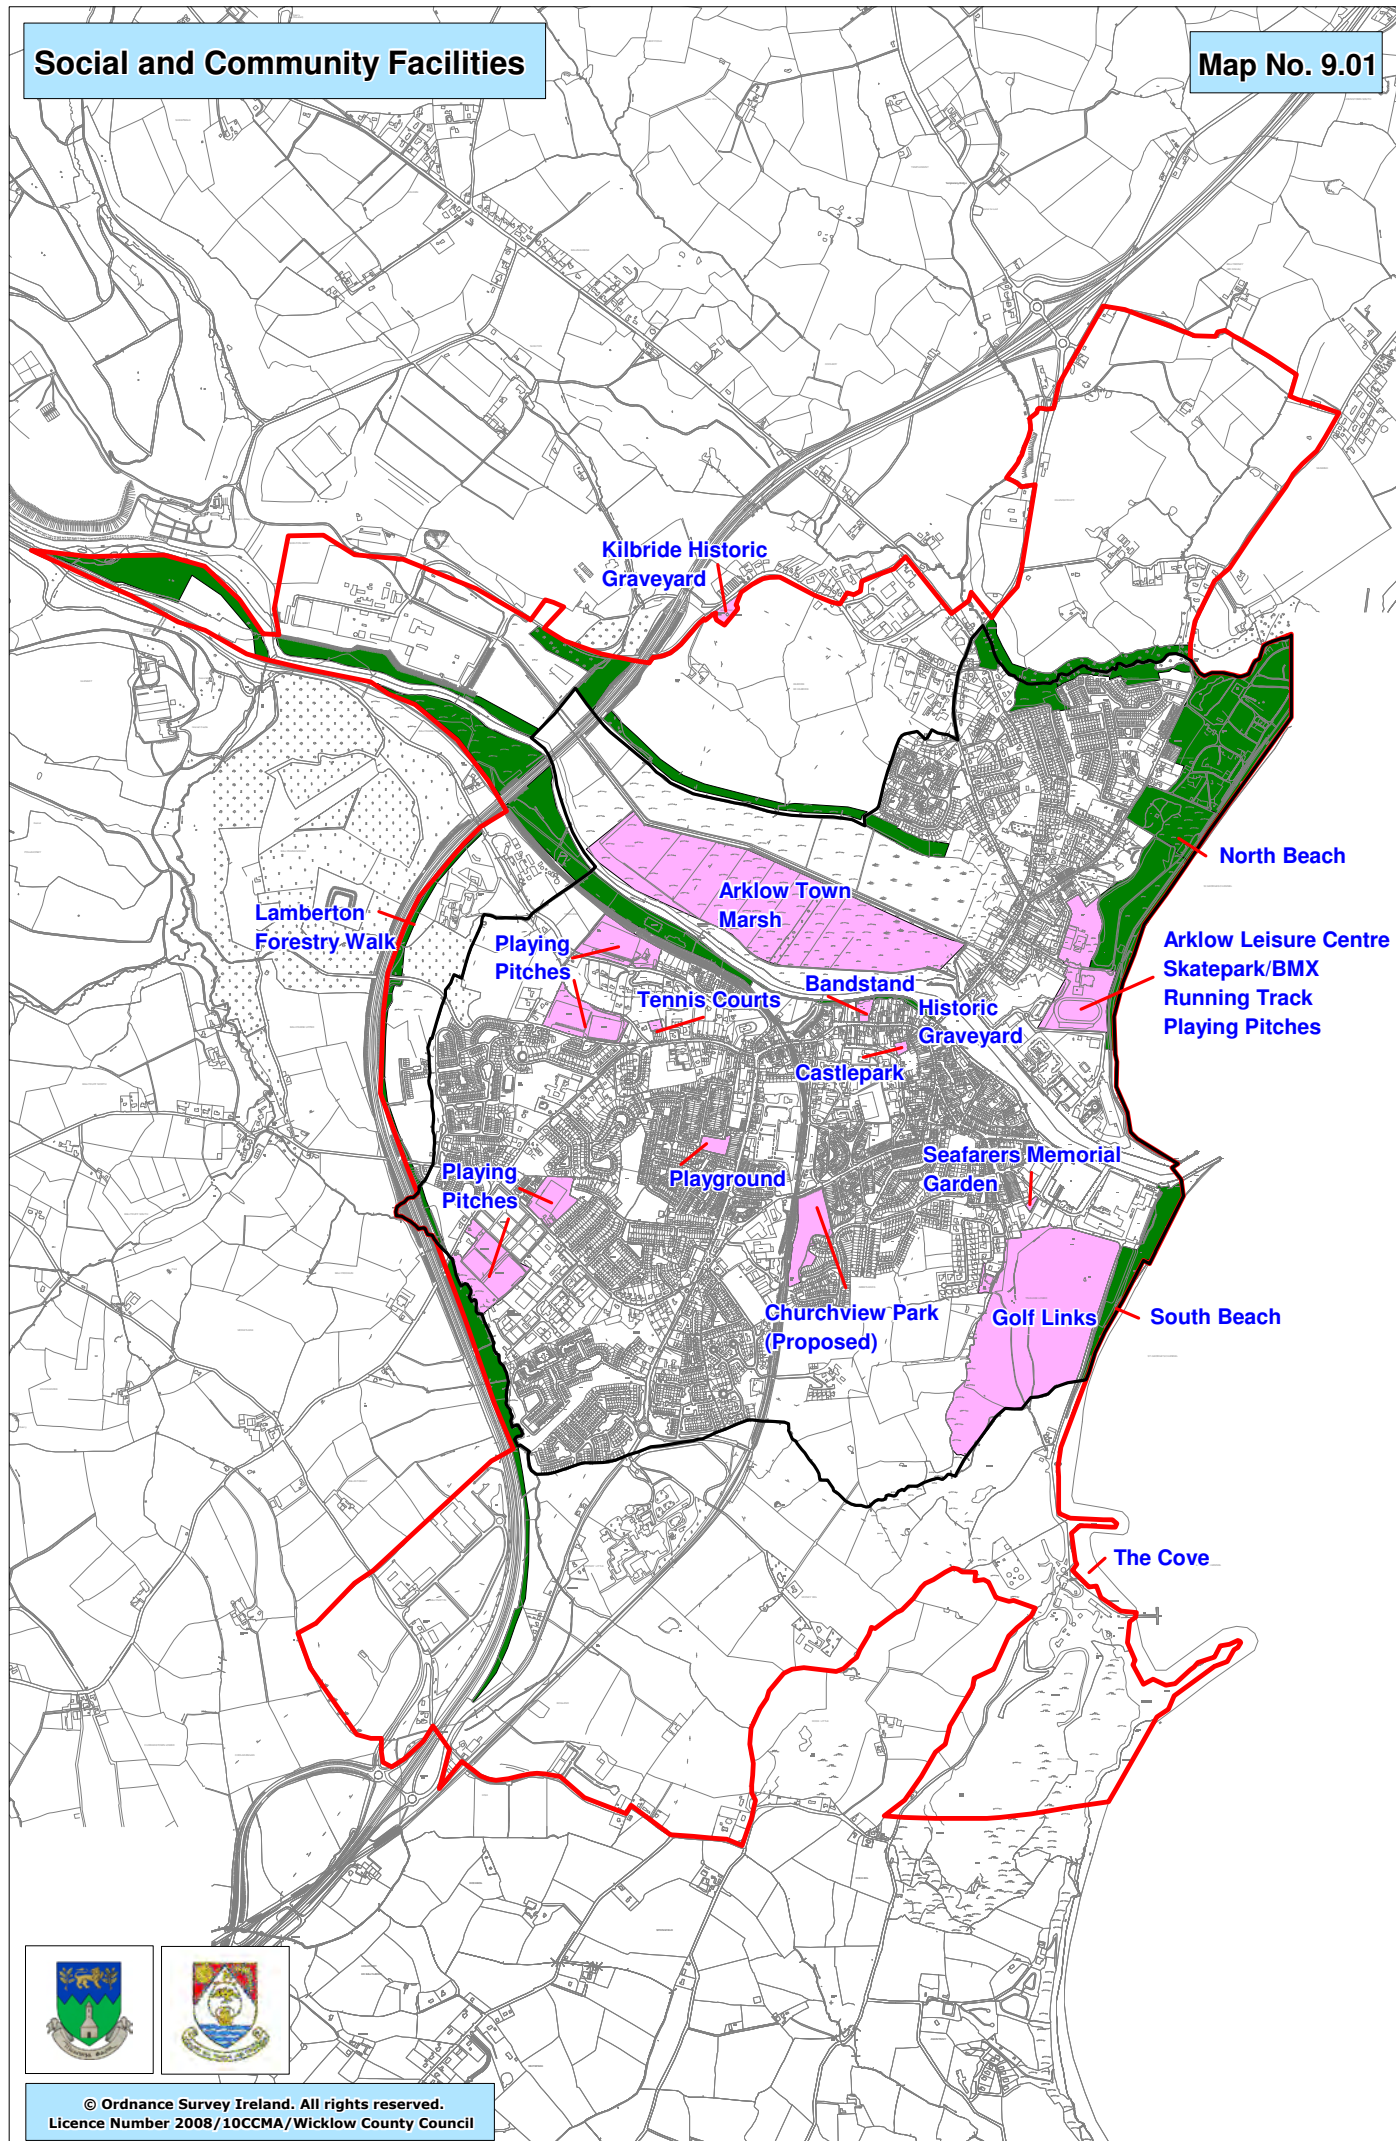 Social and Community Facilities
Map No. 9.01
Kilbride Historic
Graveyard
North Beach
Arklow Town
Marsh
Lamberton
Forestry Walk
Playing
Pitches
Arklow Leisure Centre
Skatepark/BMX
Running Track
Playing Pitches
Tennis Courts
Bandstand
Historic
Graveyard
Castlepark
Seafarers Memorial
Garden
Playing
Pitches
Playground
Churchview Park
(Proposed)
Golf Links
South Beach
The Cove
© Ordnance Survey Ireland. All rights reserved.
Licence Number 2008/10CCMA/Wicklow County Council